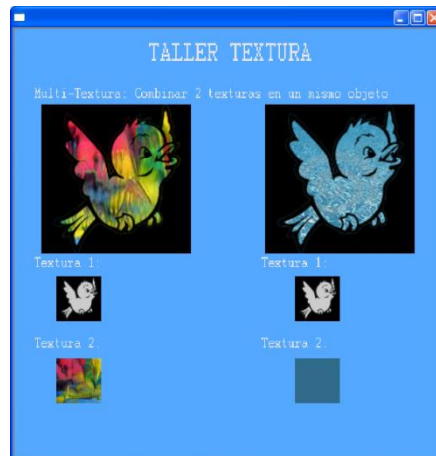 TALLER TEXTURA
Multi-Textura: Combinar 2 texturas en un mismo objeto
Textura 1:
Textura 1:
Textura 2:
Textura 2: